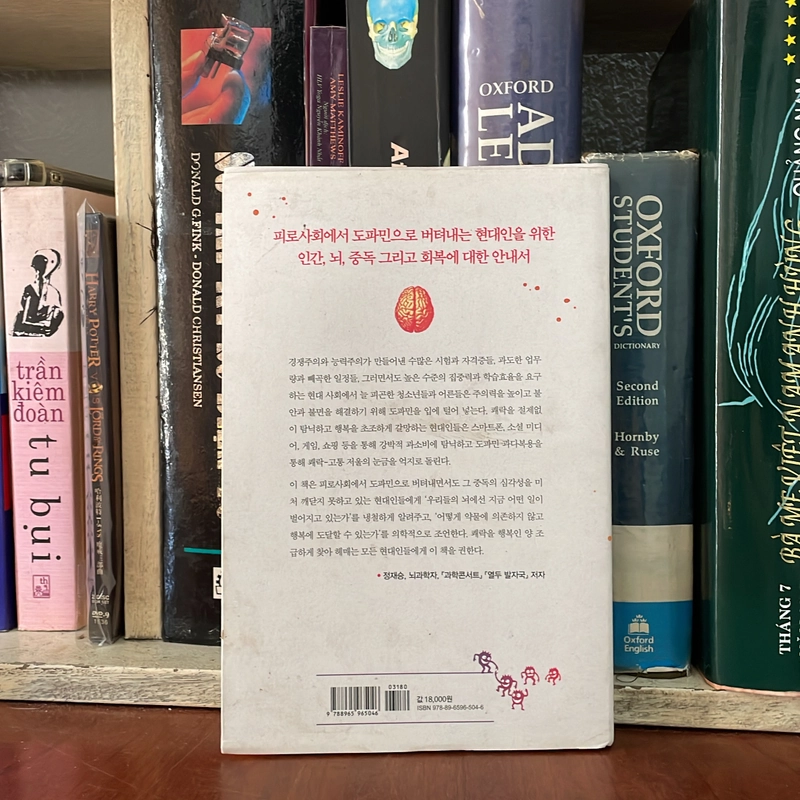 피로사회에서 도파민으로 버텨내는 현대인을 위한
인간, 뇌, 중독 그리고 회복에 대한 안내서
경쟁주의와 능력주의가 만들어낸 수많은 시험과 자격증들, 과도한 업무
량과 빼곡한 일정들, 그러면서도 높은 수준의 집중력과 학습효율을 요구
하는 현대 사회에서 늘 피곤한 청소년들과 어른들은 주의력을 높이고 불
안과 불면을 해결하기 위해 도파민을 입에 털어 넣는다. 쾌락을 절제없
이 탐닉하고 행복을 초조하게 갈망하는 현대인들은 스마트폰, 소셜 미디
어, 게임, 쇼핑 등을 통해 강박적 과소비에 탐닉하고 도파민 과다복용을
통해 쾌락-고통 저울의 눈금을 억지로 돌린다.
이 책은 피로사회에서 도파민으로 버텨내면서도 그 중독의 심각성을 미
처 깨닫지 못하고 있는 현대인들에게 '우리들의 뇌에선 지금 어떤 일이
벌어지고 있는가'를 냉철하게 알려주고, '어떻게 약물에 의존하지 않고
행복에 도달할 수 있는가'를 의학적으로 조언한다. 쾌락을 행복인 양 조
급하게 찾아 헤매는 모든 현대인들에게 이 책을 권한다.
• 정재승, 뇌과학자, 『과학콘서트』 『열두 발자국』 저자
03180
9 788965 965046
값 18,000원
ISBN 978-89-6596-504-6
trần
kiêm
đoàn
tu bụi
HARRY POTTER
LORD OF RINGS
DONALD G. FINK · DONALD CHRISTIANSEN
LESLIE KAMINOFF
AMY MATTHEWS
OXFORD
AD
LE
OXFORD
STUDENT'S
DICTIONARY
Second
Edition
Hornby
& Ruse
Oxford
English
BÀ MẸ VIỆT NAM ANH HÙNG
QUẢNG NAM
THÁNG 7